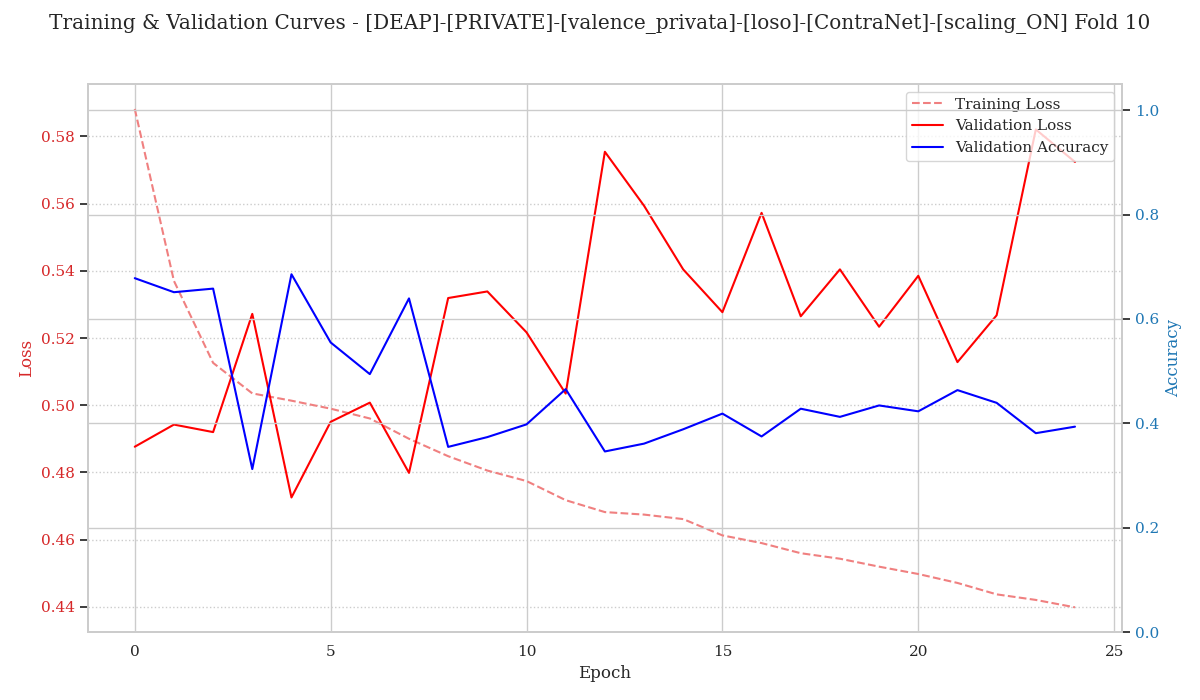 Training & Validation Curves - [DEAP]-[PRIVATE]-[valence_privata]-[loso]-[ContraNet]-[scaling_ON] Fold 10
Training Loss
Validation Loss
Validation Accuracy
Loss
0.58
0.56
0.54
0.52
0.50
0.48
0.46
0.44
1.0
0.8
0.6
0.4
0.2
0.0
Accuracy
0
5
10
15
20
25
Epoch